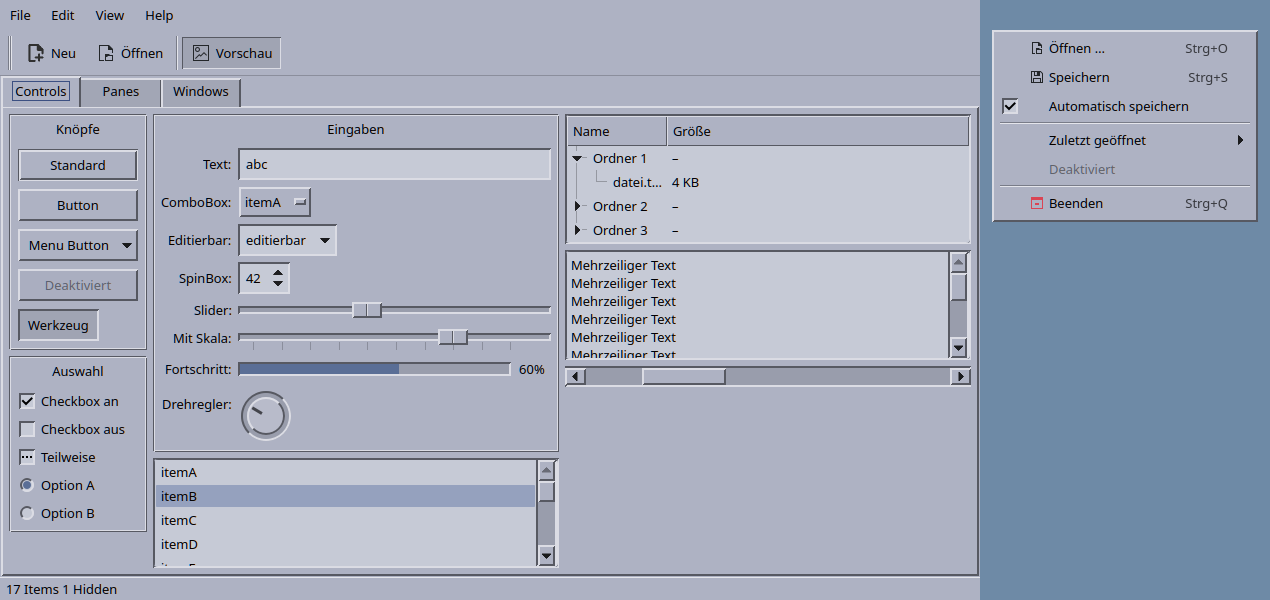 File Edit View Help
Neu Öffnen Vorschau
Controls Panes Windows
Knöpfe
Standard
Button
Menu Button
Deaktiviert
Werkzeug
Auswahl
Checkbox an
Checkbox aus
Teilweise
Option A
Option B
Eingaben
Text: abc
ComboBox: itemA
Editierbar: editierbar
SpinBox: 42
Slider:
Mit Skala:
Fortschritt: 60%
Drehregler:
itemA
itemB
itemC
itemD
Name Größe
Ordner 1 –
datei.t... 4 KB
Ordner 2 –
Ordner 3 –
Mehrzeiliger Text
Mehrzeiliger Text
Mehrzeiliger Text
Mehrzeiliger Text
Mehrzeiliger Text
Mehrzeiliger Text
17 Items 1 Hidden
Öffnen ... Strg+O
Speichern Strg+S
Automatisch speichern
Zuletzt geöffnet
Deaktiviert
Beenden Strg+Q